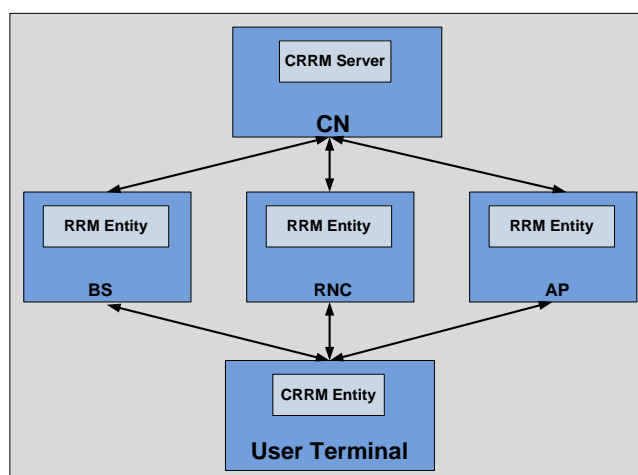 CRRM Server
CN
RRM Entity
RRM Entity
RRM Entity
BS
RNC
AP
CRRM Entity
User Terminal